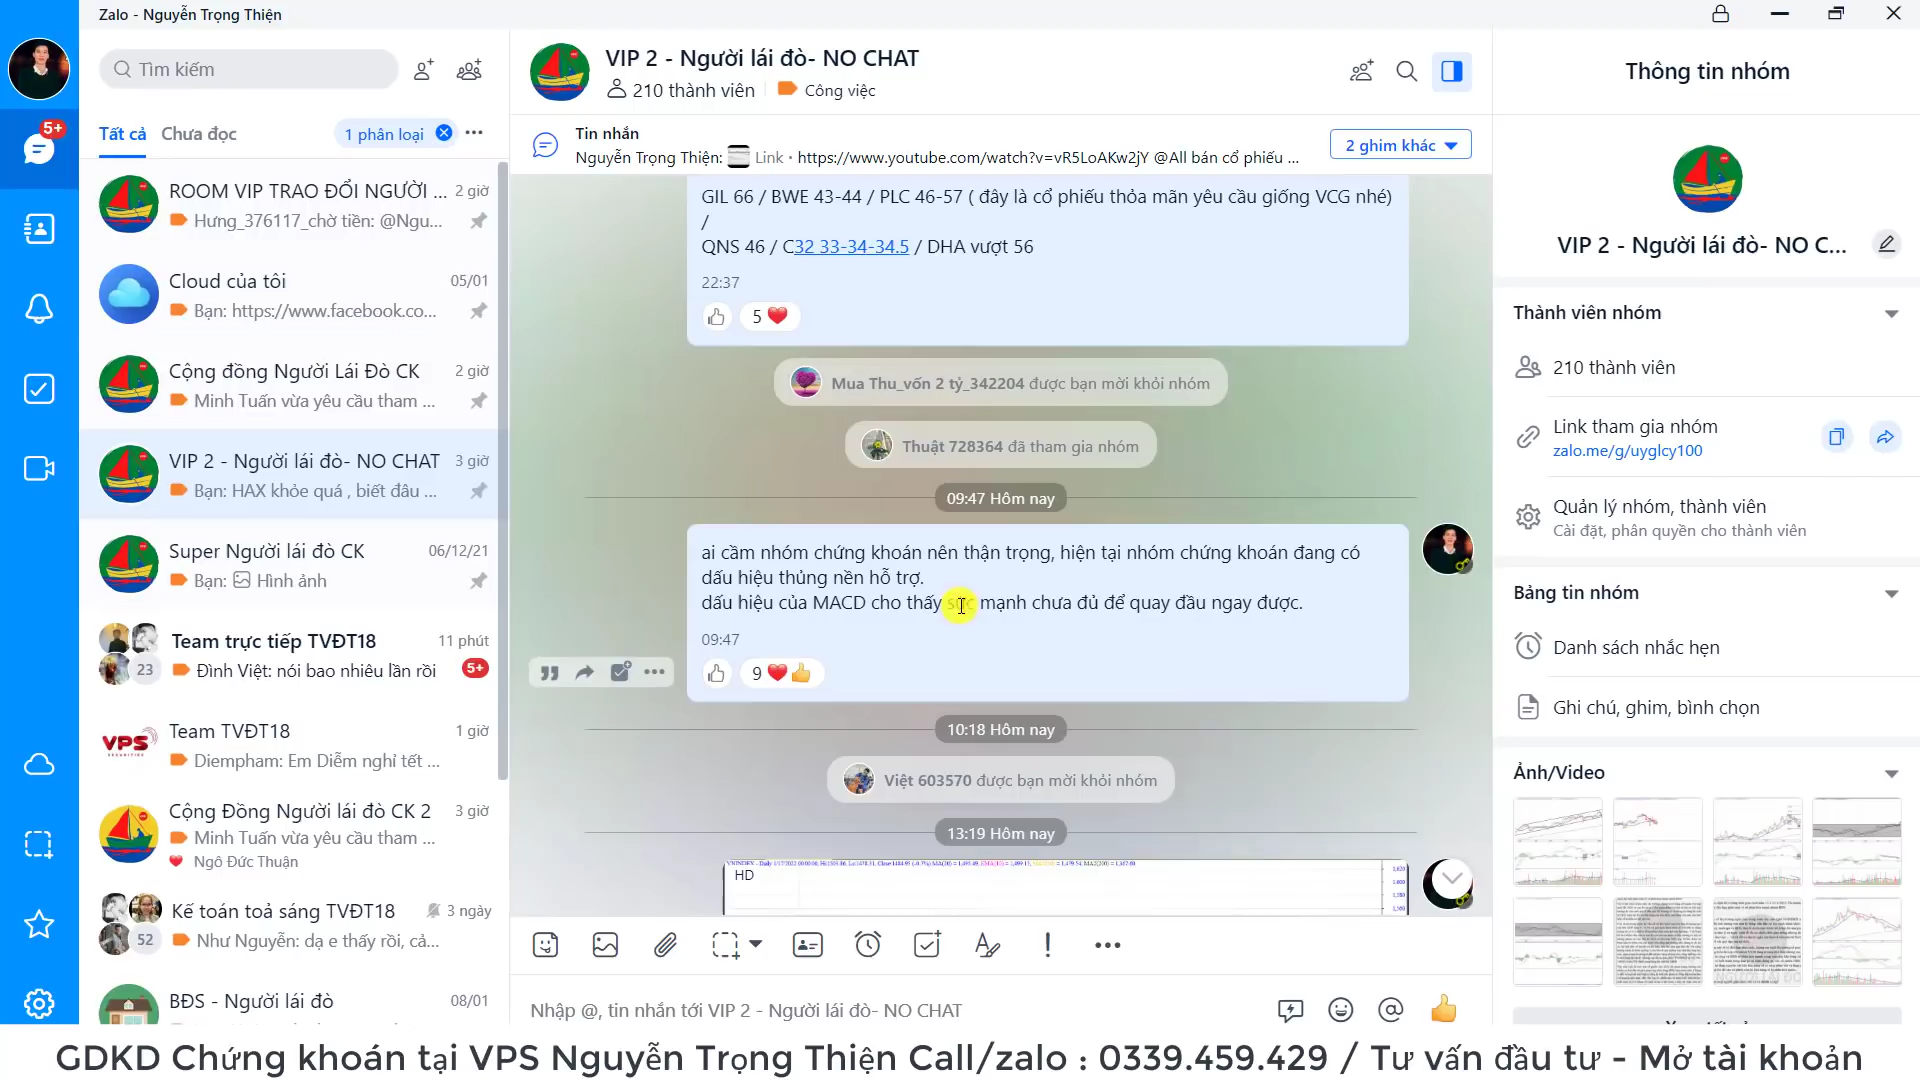 Zalo - Nguyễn Trọng Thiện
Tìm kiếm
Tất cả Chưa đọc 1 phân loại
5+
ROOM VIP TRAO ĐỔI NGƯỜI ... 2 giờ
Hưng_376117_chờ tiền: @Ngu...
Cloud của tôi 05/01
Bạn: https://www.facebook.co...
Cộng đồng Người Lái Đò CK 2 giờ
Minh Tuấn vừa yêu cầu tham ...
VIP 2 - Người lái đò- NO CHAT 3 giờ
Bạn: HAX khỏe quá , biết đâu ...
Super Người lái đò CK 06/12/21
Bạn: Hình ảnh
Team trực tiếp TVĐT18 11 phút
23 Đình Việt: nói bao nhiêu lần rồi 5+
Team TVĐT18 1 giờ
VPS
SECURITIES
Diempham: Em Diễm nghỉ tết ...
Cộng Đồng Người lái đò CK 2 3 giờ
Minh Tuấn vừa yêu cầu tham ...
Ngô Đức Thuận
Kế toán toả sáng TVĐT18 3 ngày
52 Như Nguyễn: dạ e thấy rồi, cả...
BĐS - Người lái đò 08/01
VIP 2 - Người lái đò- NO CHAT
210 thành viên Công việc
Tin nhắn
Nguyễn Trọng Thiện: Link • https://www.youtube.com/watch?v=vR5LoAKw2jY @All bán cổ phiếu ...
2 ghim khác
GIL 66 / BWE 43-44 / PLC 46-57 ( đây là cổ phiếu thỏa mãn yêu cầu giống VCG nhé)
/
QNS 46 / C32 33-34-34.5 / DHA vượt 56
22:37
5
Mua Thu_vốn 2 tỷ_342204 được bạn mời khỏi nhóm
Thuật 728364 đã tham gia nhóm
09:47 Hôm nay
ai cầm nhóm chứng khoán nên thận trọng, hiện tại nhóm chứng khoán đang có
dấu hiệu thủng nền hỗ trợ.
dấu hiệu của MACD cho thấy sức mạnh chưa đủ để quay đầu ngay được.
09:47
9
10:18 Hôm nay
Việt 603570 được bạn mời khỏi nhóm
13:19 Hôm nay
HD
Nhập @, tin nhắn tới VIP 2 - Người lái đò- NO CHAT
Thông tin nhóm
VIP 2 - Người lái đò- NO C...
Thành viên nhóm
210 thành viên
Link tham gia nhóm
zalo.me/g/uyglcy100
Quản lý nhóm, thành viên
Cài đặt, phân quyền cho thành viên
Bảng tin nhóm
Danh sách nhắc hẹn
Ghi chú, ghim, bình chọn
Ảnh/Video
GDKD Chứng khoán tại VPS Nguyễn Trọng Thiện Call/zalo : 0339.459.429 / Tư vấn đầu tư - Mở tài khoản